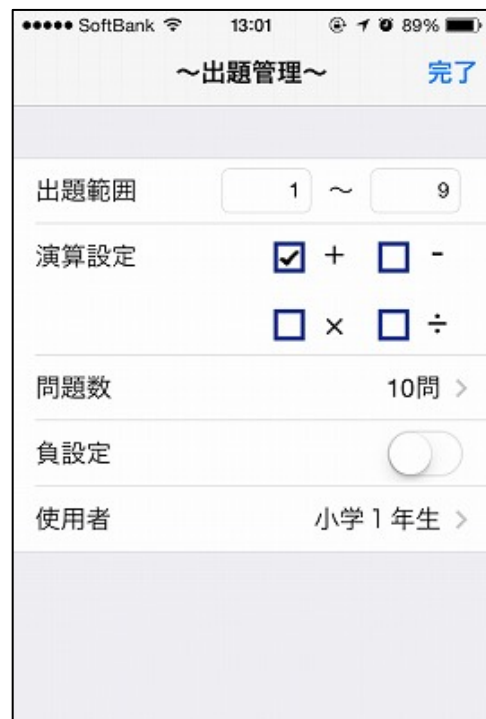 SoftBank 13:01 89%
～出題管理～ 完了
出題範囲 1 ～ 9
演算設定 + -
× ÷
問題数 10問
負設定
使用者 小学1年生